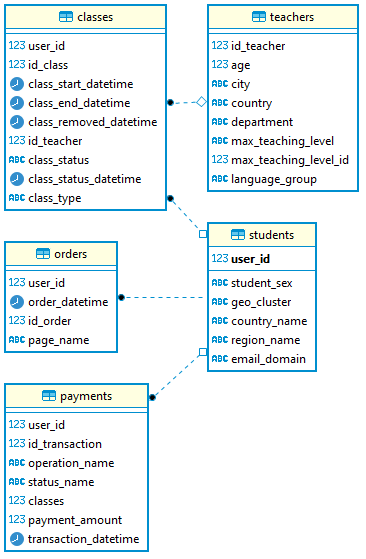 classes
123 user_id
123 id_class
class_start_datetime
class_end_datetime
class_removed_datetime
123 id_teacher
ABC class_status
class_status_datetime
ABC class_type
teachers
123 id_teacher
123 age
ABC city
ABC country
ABC department
ABC max_teaching_level
123 max_teaching_level_id
ABC language_group
students
123 user_id
ABC student_sex
ABC geo_cluster
ABC country_name
ABC region_name
ABC email_domain
orders
123 user_id
order_datetime
123 id_order
ABC page_name
payments
123 user_id
123 id_transaction
ABC operation_name
ABC status_name
123 classes
123 payment_amount
transaction_datetime